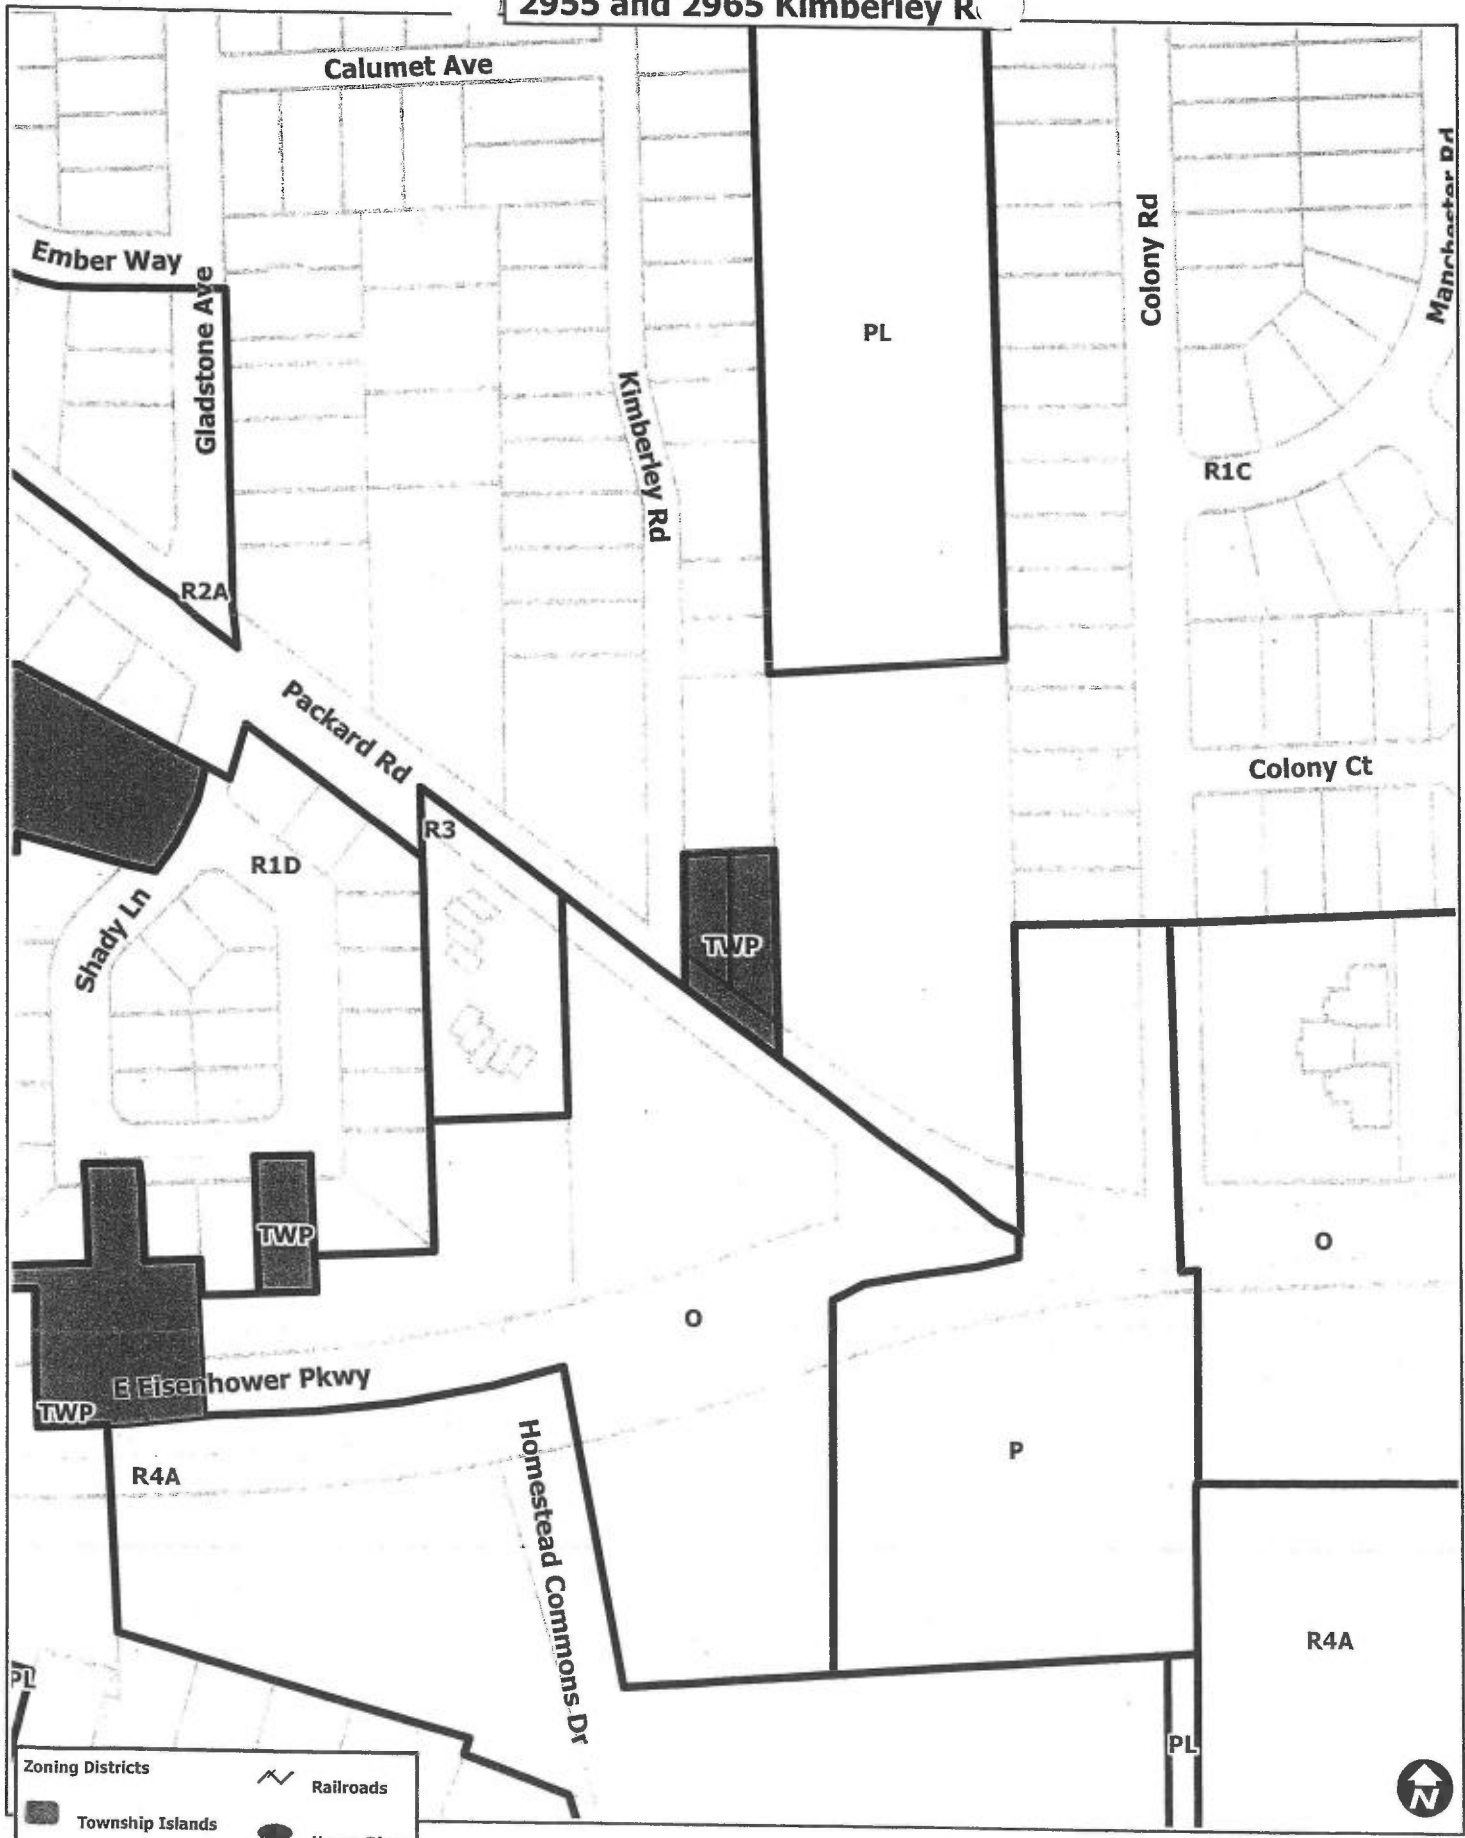 2955 and 2965 Kimberley
Calumet Ave
Manchester Rd
Colony Rd
Ember Way
Gladstone Ave
PL
Kimberley Rd
R1C
R2A
Packard Rd
Colony Ct
R3
R1D
Shady Ln
TWP
TWP
O
O
E Eisenhower Pkwy
TWP
Homestead Commons Dr
P
R4A
R4A
PL
PL
Zoning Districts
Railroads
Township Islands